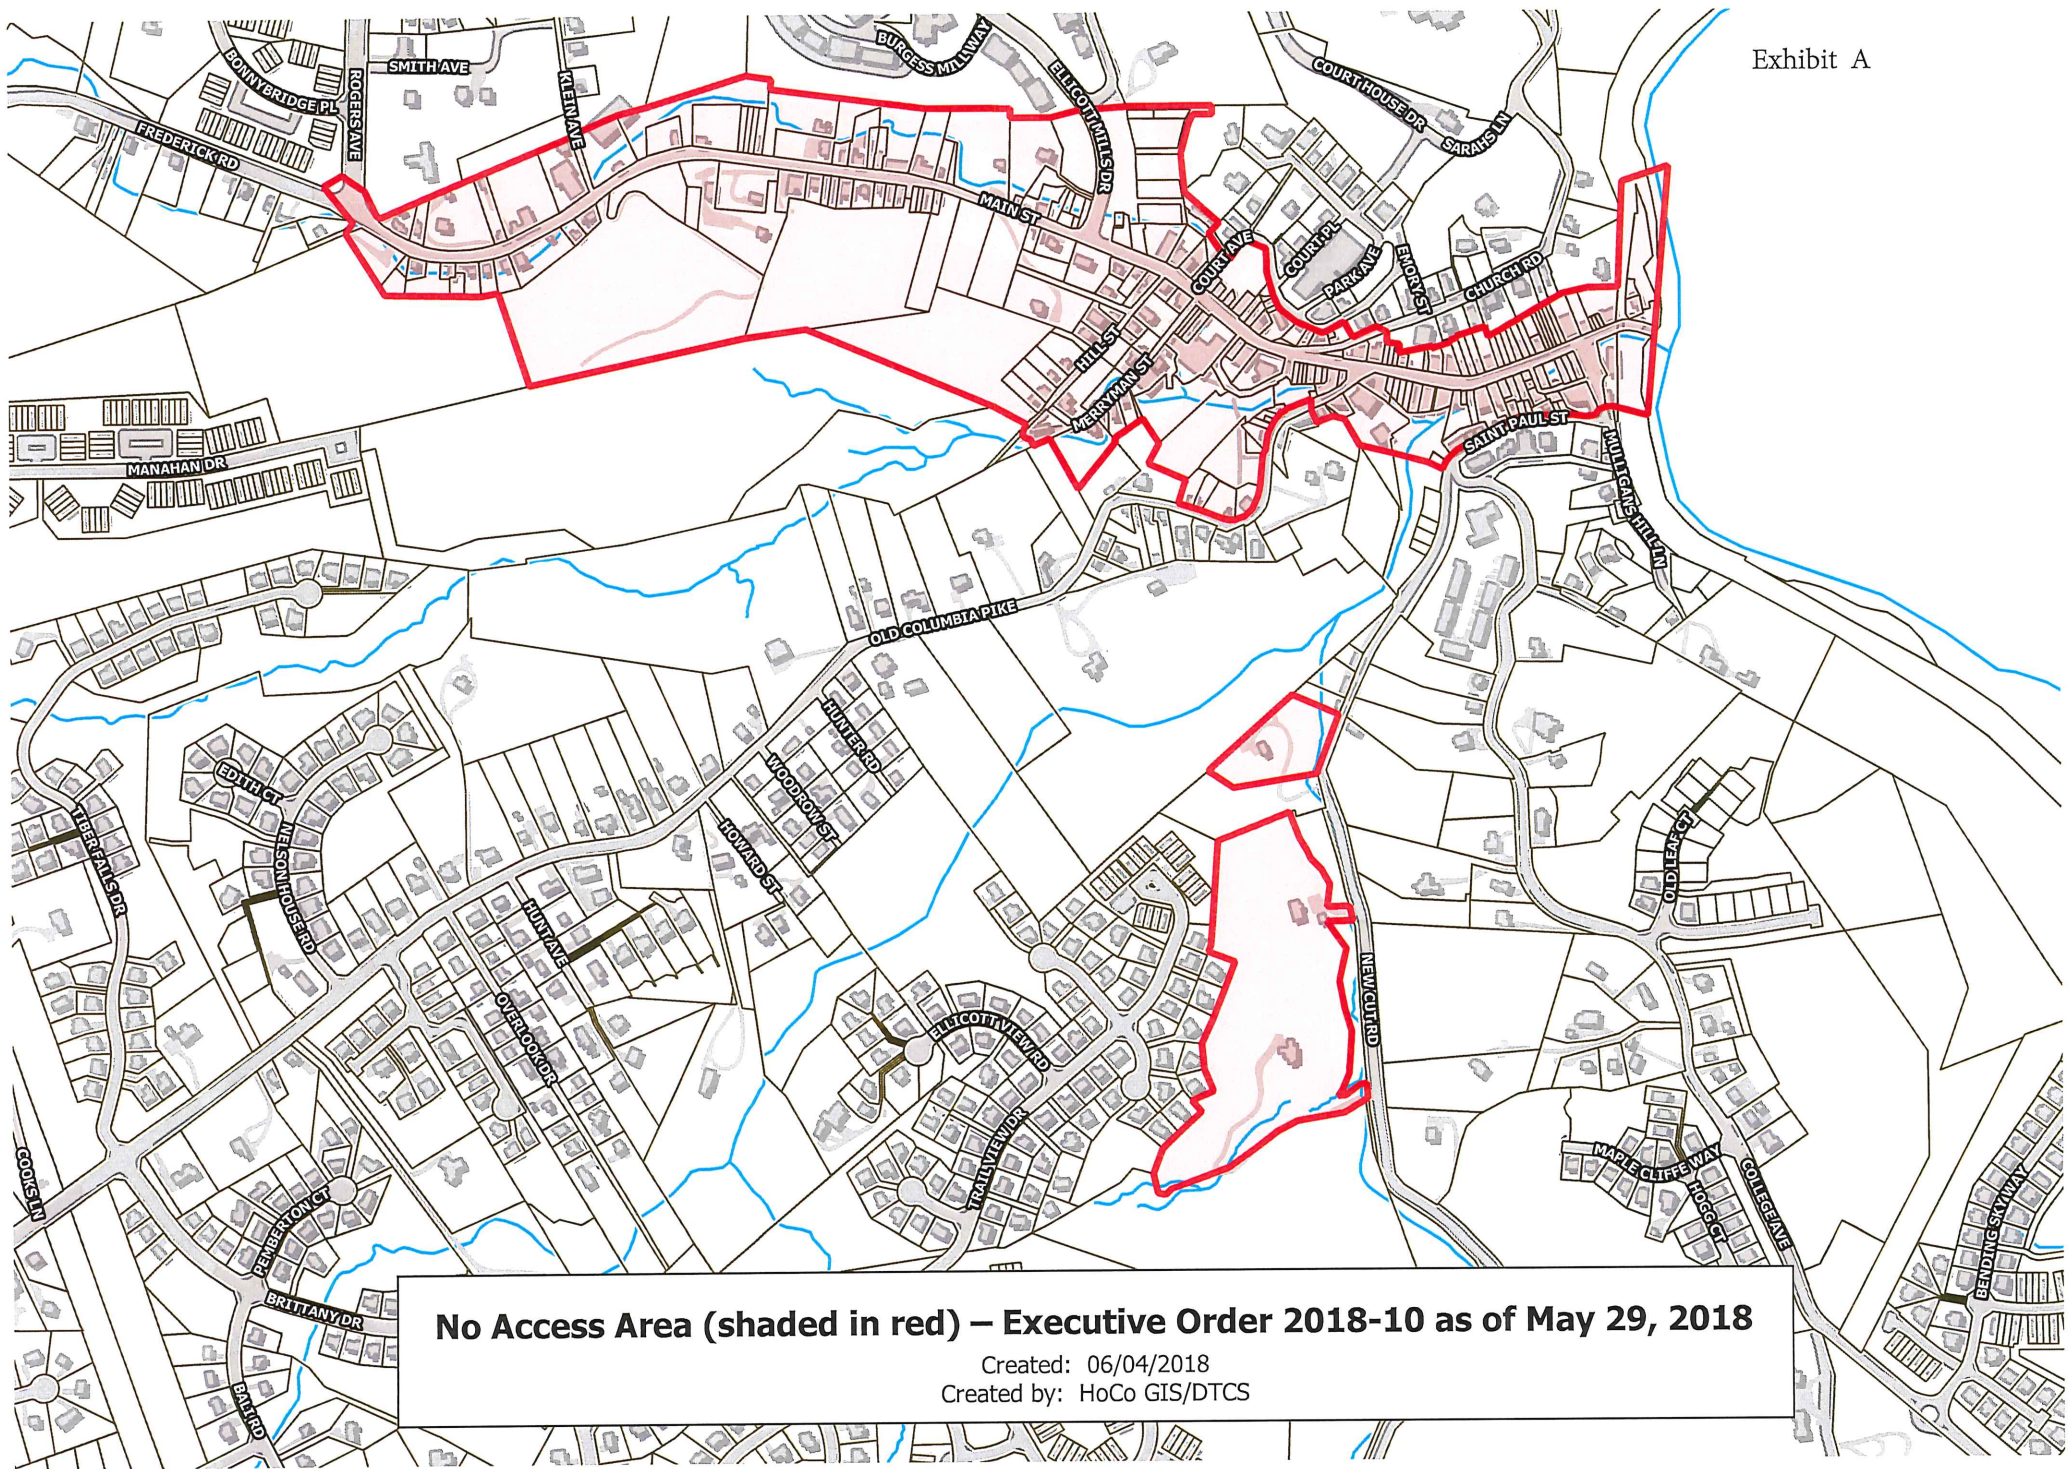 Exhibit A
BURGESS MILL WAY
BONNYBRIDGE PL
ROGERS AVE
SMITH AVE
KLEIN AVE
ELLICOTT MILLS DR
COURT HOUSE DR
SARAHS LN
FREDERICK RD
MAIN ST
COURT AVE
COURT PL
PARK AVE
EMORY ST
CHURCH RD
HILL ST
MERRYMAN ST
SAINT PAUL ST
MULLIGANS HILL LN
MANAHAN DR
OLD COLUMBIA PIKE
HUNTER RD
WOODROW ST
HOWARD ST
EDITH CT
NENSONHOUSE RD
TIBER FALLS DR
OLD LEAF CT
HUNT AVE
OVERLOOK DR
NEW CUT RD
ELLICOTT VIEW RD
TRAIL VIEW DR
COOKS LN
PEMBERTON CT
BRITTANY DR
BALT RD
MAPLE CLIFFE WAY
HOGG CT
COLLEGE AVE
BENDING SKYWAY
No Access Area (shaded in red) – Executive Order 2018-10 as of May 29, 2018
Created: 06/04/2018
Created by: HoCo GIS/DTCS